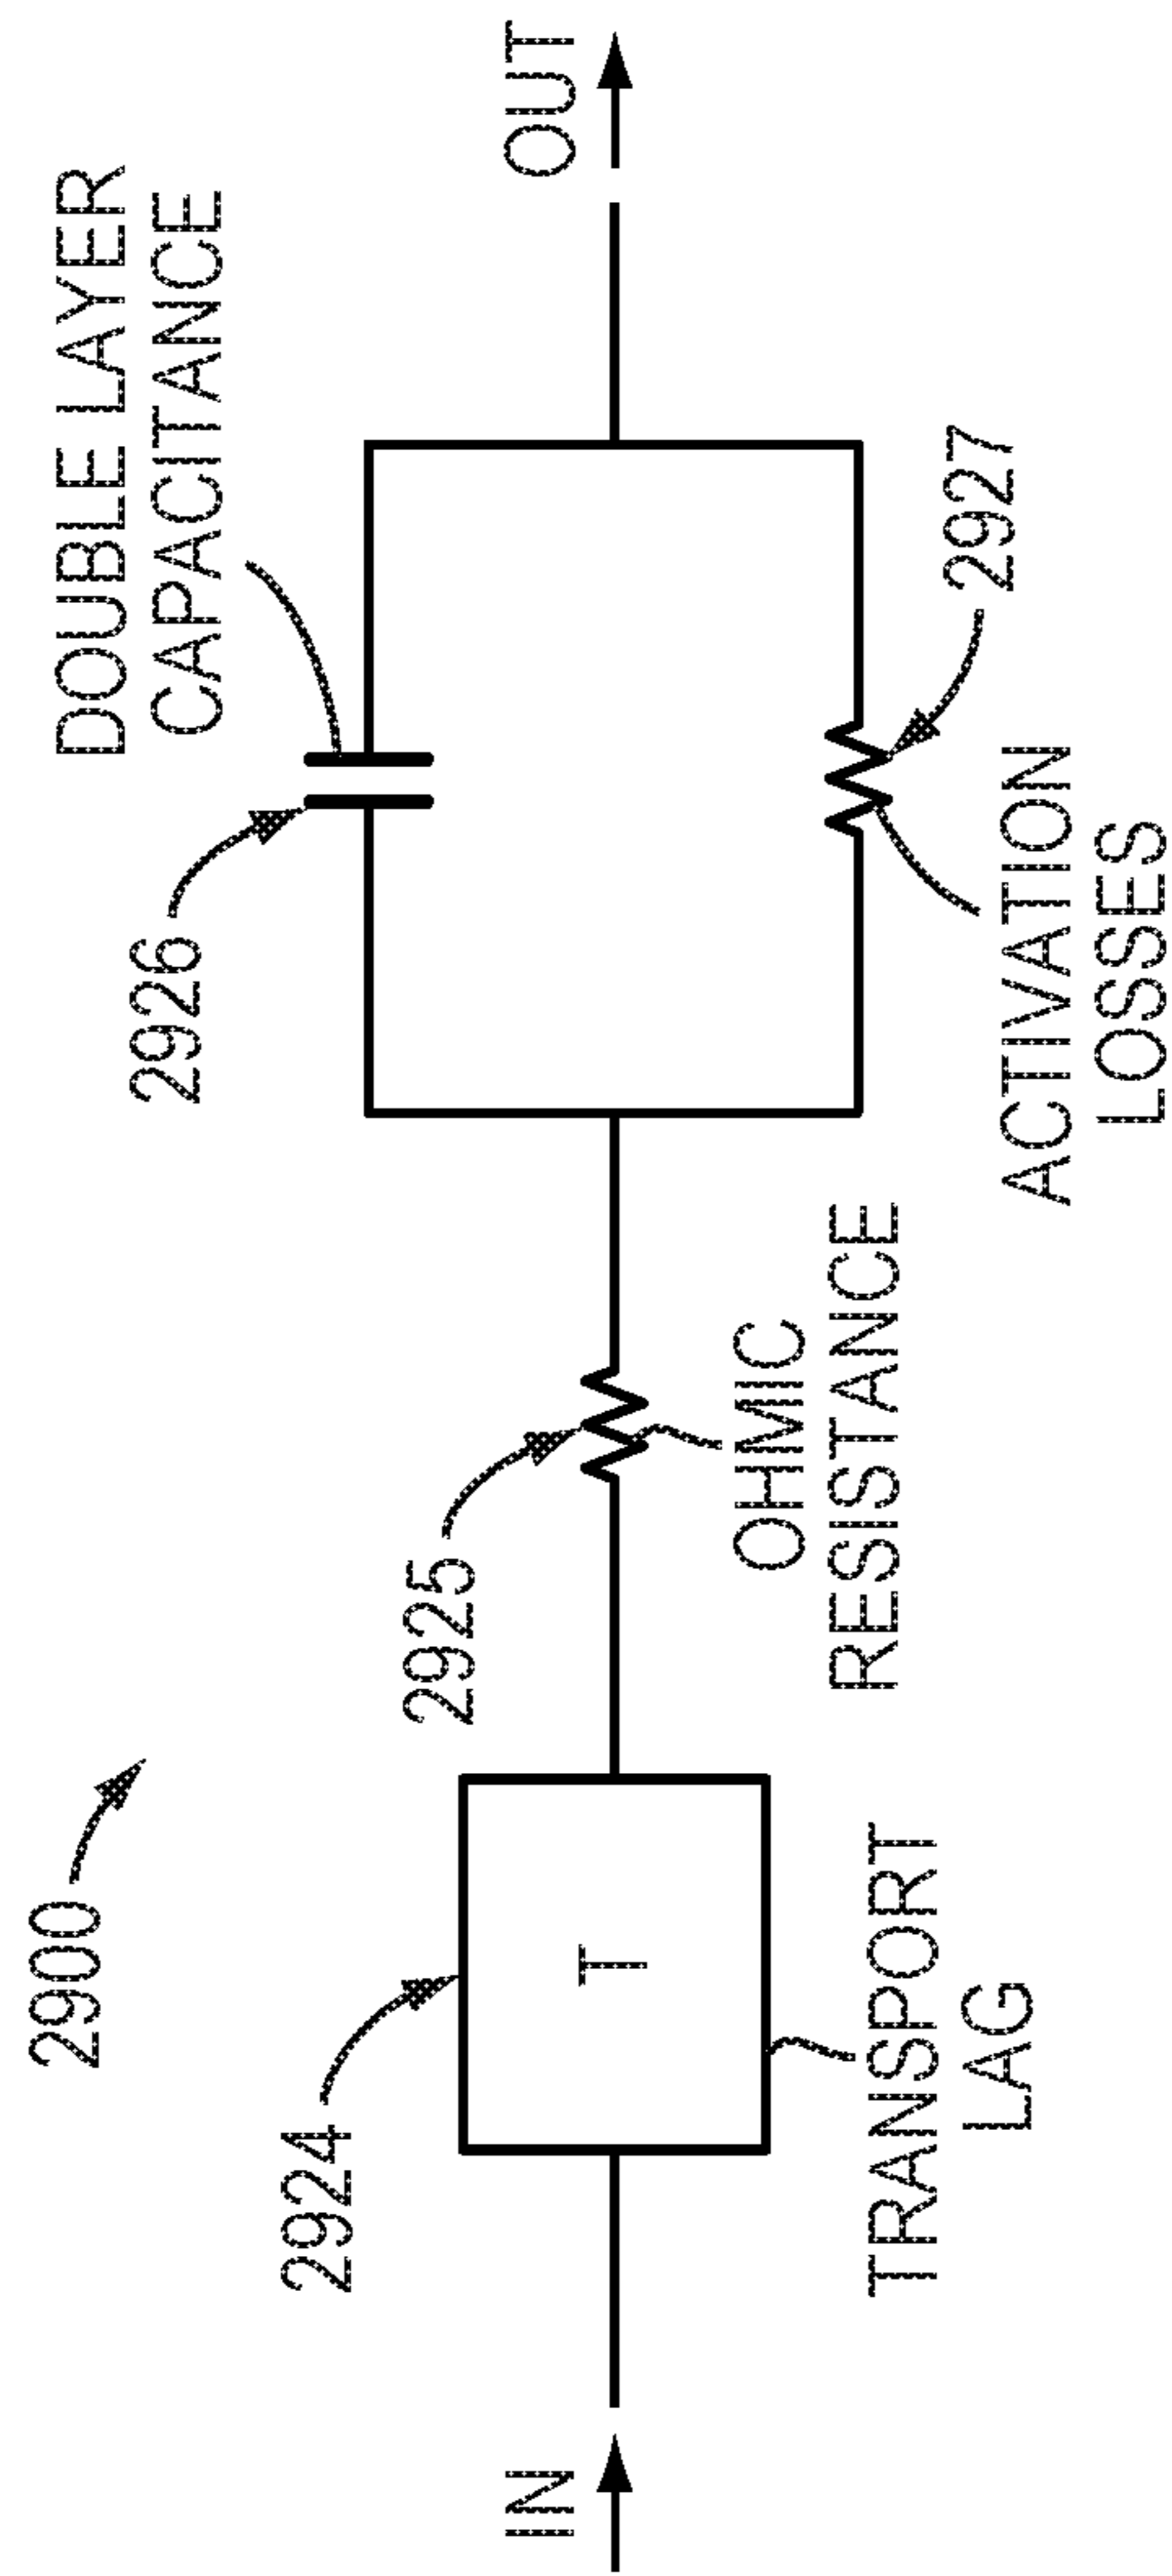 2900
IN
2924
T
TRANSPORT
LAG
2925
OHMIC
RESISTANCE
2926
DOUBLE LAYER
CAPACITANCE
2927
ACTIVATION
LOSSES
OUT